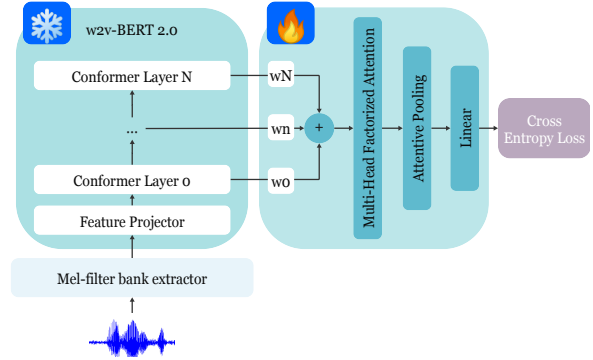 w2v-BERT 2.0
Conformer Layer N
...
Conformer Layer 0
Feature Projector
Mel-filter bank extractor
wN
wn
w0
+
Multi-Head Factorized Attention
Attentive Pooling
Linear
Cross
Entropy Loss